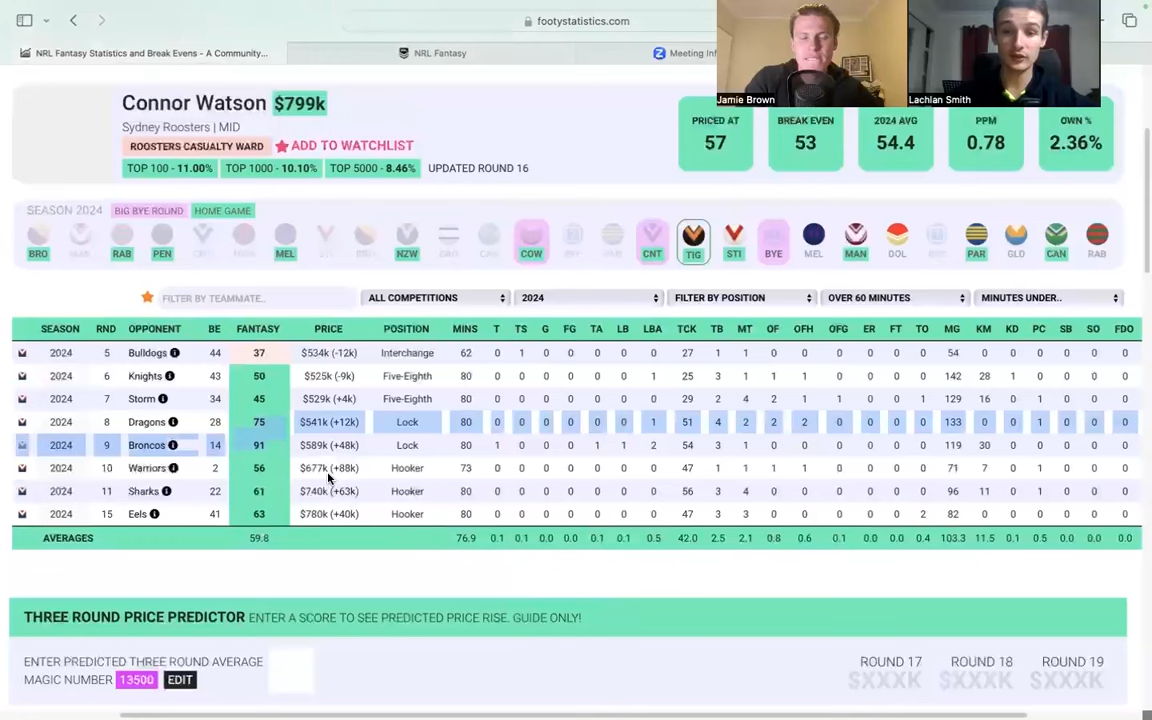 footystatistics.com
NRL Fantasy Statistics and Break Evens - A Community...
NRL Fantasy
Meeting Inf
Jamie Brown
Lachlan Smith
Connor Watson $799k
Sydney Roosters | MID
ROOSTERS CASUALTY WARD ADD TO WATCHLIST
TOP 100 - 11.00% TOP 1000 - 10.10% TOP 5000 - 8.46% UPDATED ROUND 16
PRICED AT 57
BREAK EVEN 53
2024 AVG 54.4
PPM 0.78
OWN % 2.36%
SEASON 2024 BIG BYE ROUND HOME GAME
BRO RAB PEN MEL NZW COW CNT TIG STI BYE MEL MAN DOL PAR GLD CAN RAB
FILTER BY TEAMMATE.. ALL COMPETITIONS 2024 FILTER BY POSITION OVER 60 MINUTES MINUTES UNDER..
SEASON RND OPPONENT BE FANTASY PRICE POSITION MINS T TS G FG TA LB LBA TCK TB MT OF OFH OFG ER FT TO MG KM KD PC SB SO FDO
2024 5 Bulldogs 44 37 $534k (-12k) Interchange 62 0 1 0 0 0 0 0 27 1 1 0 0 0 0 0 0 54 0 0 0 0 0 0
2024 6 Knights 43 50 $525k (-9k) Five-Eighth 80 0 0 0 0 0 0 1 25 3 1 1 1 0 0 0 0 142 28 1 0 0 0 0
2024 7 Storm 34 45 $529k (+4k) Five-Eighth 80 0 0 0 0 0 0 0 29 2 4 2 1 1 0 0 1 129 16 0 0 0 0 0
2024 8 Dragons 28 75 $541k (+12k) Lock 80 0 0 0 0 0 0 1 51 4 2 2 2 0 0 0 0 133 0 0 1 0 0 0
2024 9 Broncos 14 91 $589k (+48k) Lock 80 1 0 0 0 1 1 2 54 3 1 0 0 0 0 0 0 119 30 0 0 0 0 0
2024 10 Warriors 2 56 $677k (+88k) Hooker 73 0 0 0 0 0 0 0 47 1 1 1 1 0 0 0 0 71 7 0 1 0 0 0
2024 11 Sharks 22 61 $740k (+63k) Hooker 80 0 0 0 0 0 0 0 56 3 4 0 0 0 0 0 0 96 11 0 1 0 0 0
2024 15 Eels 41 63 $780k (+40k) Hooker 80 0 0 0 0 0 0 0 47 3 3 0 0 0 0 0 2 82 0 0 1 0 0 0
AVERAGES 59.8 76.9 0.1 0.1 0.0 0.0 0.1 0.1 0.5 42.0 2.5 2.1 0.8 0.6 0.1 0.0 0.0 0.4 103.3 11.5 0.1 0.5 0.0 0.0 0.0
THREE ROUND PRICE PREDICTOR ENTER A SCORE TO SEE PREDICTED PRICE RISE. GUIDE ONLY!
ENTER PREDICTED THREE ROUND AVERAGE
MAGIC NUMBER 13500 EDIT
ROUND 17 ROUND 18 ROUND 19
$XXXK $XXXK $XXXK